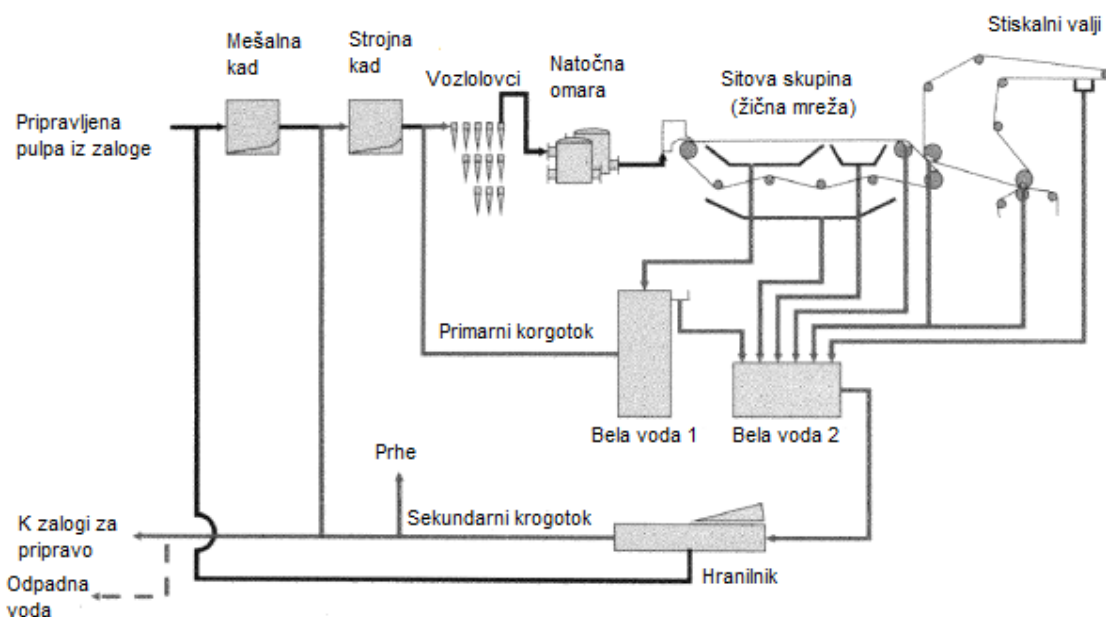 Stiskalni valji
Mešalna
kad
Strojna
kad
Vozlolovci
Natočna
omara
Sitova skupina
(žična mreža)
Pripravljena
pulpa iz zaloge
Primarni korgotok
Bela voda 1
Bela voda 2
Prhe
Sekundarni krogotok
K zalogi za
pripravo
Hranilnik
Odpadna
voda